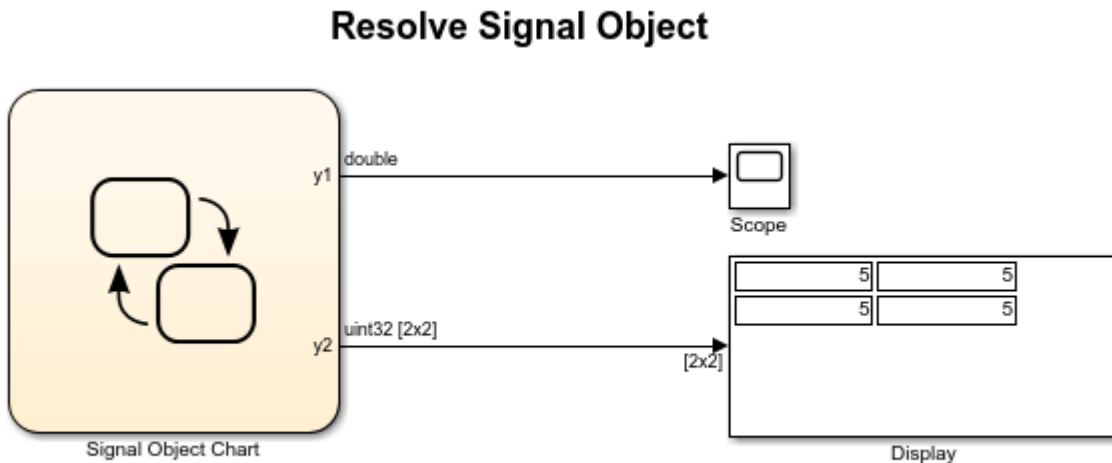 Resolve Signal Object
double
y1
Scope
5 5
5 5
uint32 [2x2]
y2
[2x2]
Signal Object Chart
Display